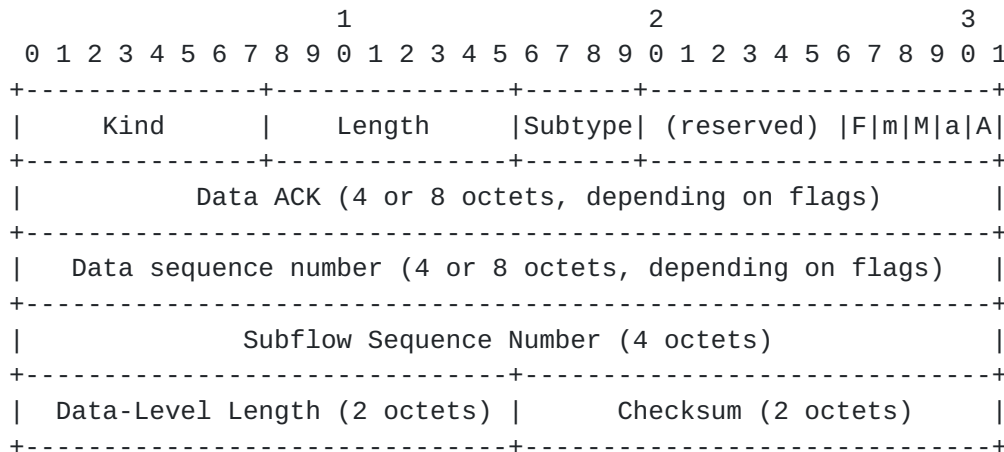 1                   2                   3
 0 1 2 3 4 5 6 7 8 9 0 1 2 3 4 5 6 7 8 9 0 1 2 3 4 5 6 7 8 9 0 1
+---------------+---------------+-------+----------------------+
|     Kind      |    Length     |Subtype| (reserved) |F|m|M|a|A|
+---------------+---------------+-------+----------------------+
|           Data ACK (4 or 8 octets, depending on flags)       |
+--------------------------------------------------------------+
|   Data sequence number (4 or 8 octets, depending on flags)   |
+--------------------------------------------------------------+
|              Subflow Sequence Number (4 octets)              |
+-------------------------------+------------------------------+
|  Data-Level Length (2 octets) |      Checksum (2 octets)     |
+-------------------------------+------------------------------+